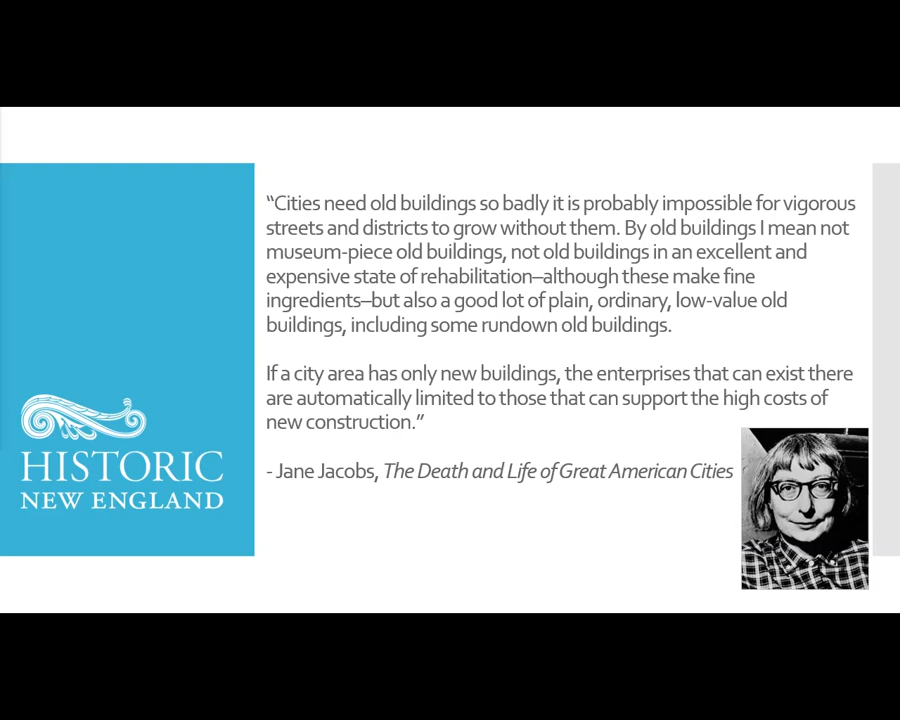 “Cities need old buildings so badly it is probably impossible for vigorous
streets and districts to grow without them. By old buildings I mean not
museum-piece old buildings, not old buildings in an excellent and
expensive state of rehabilitation–although these make fine
ingredients–but also a good lot of plain, ordinary, low-value old
buildings, including some rundown old buildings.
If a city area has only new buildings, the enterprises that can exist there
are automatically limited to those that can support the high costs of
new construction.”
- Jane Jacobs, The Death and Life of Great American Cities
HISTORIC
NEW ENGLAND